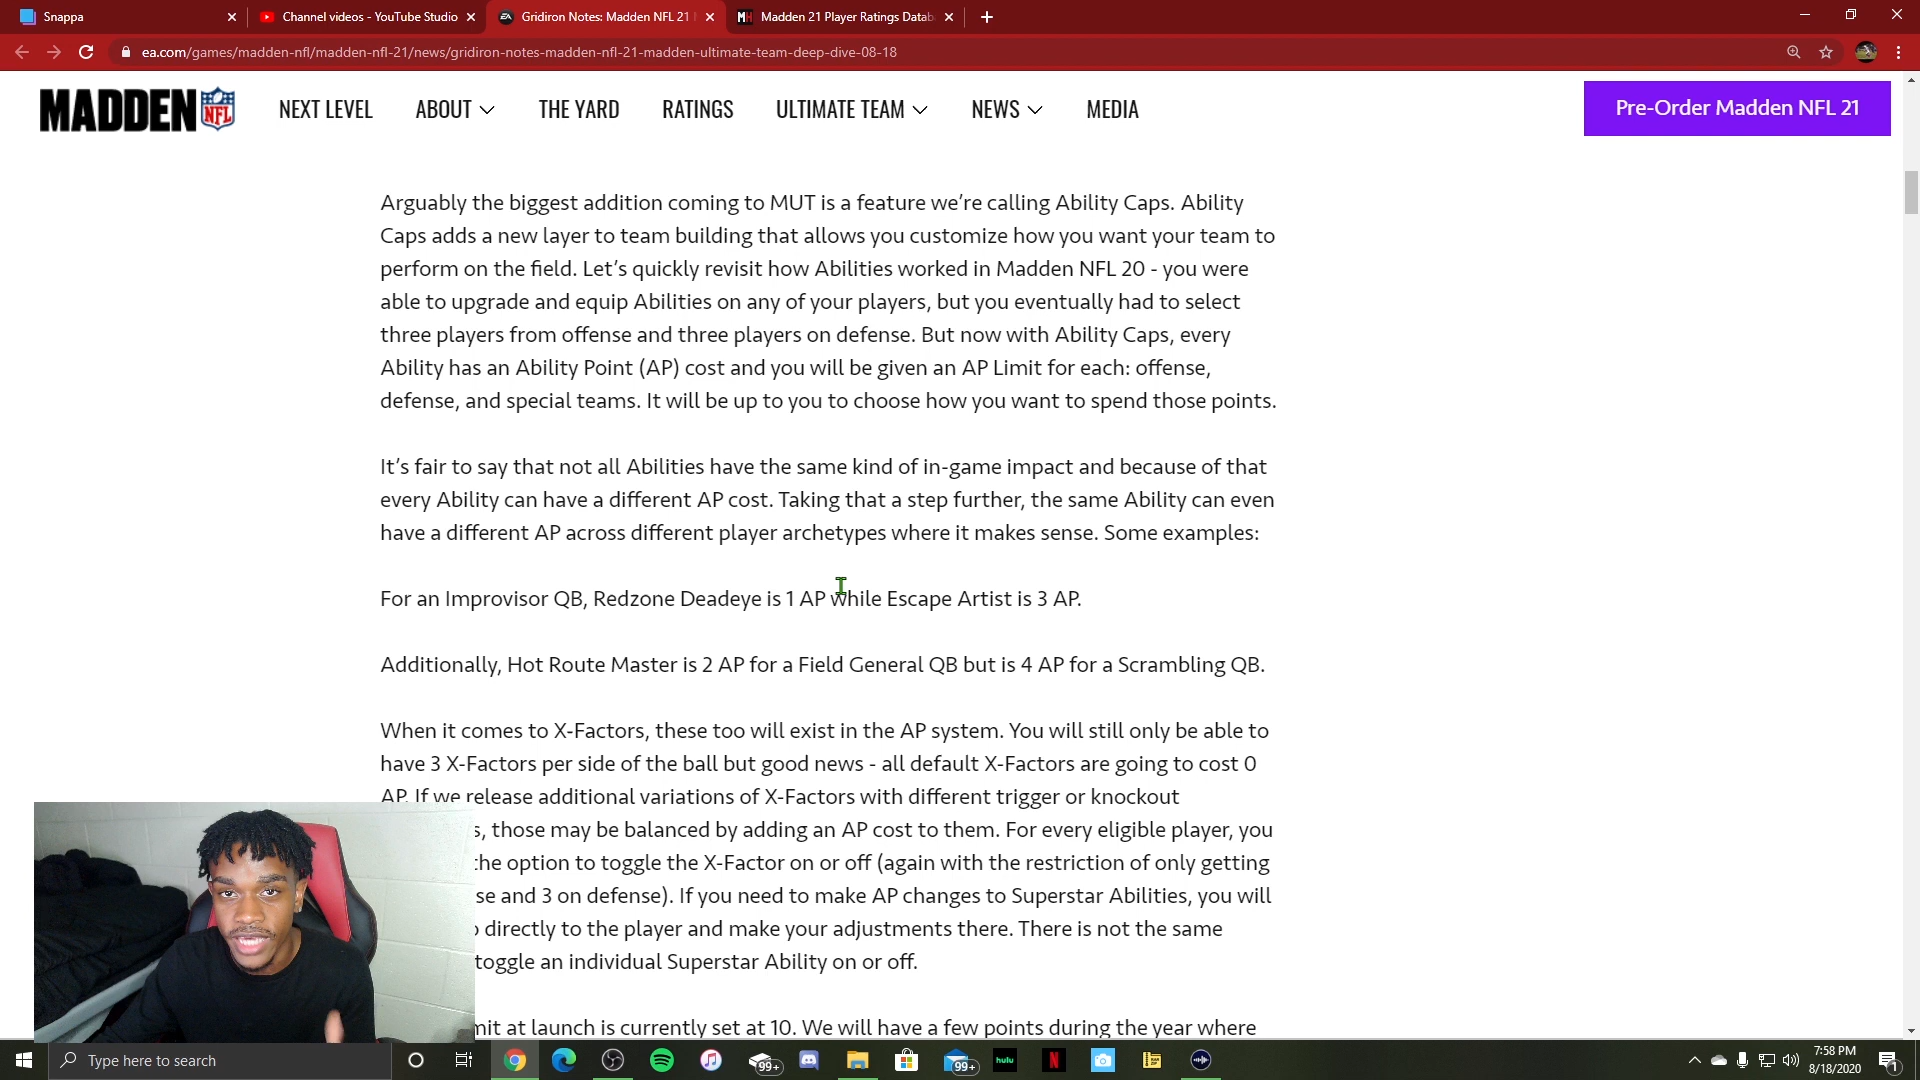 Snappa
Channel videos - YouTube Studio
Gridiron Notes: Madden NFL 21
Madden 21 Player Ratings Datab
ea.com/games/madden-nfl/madden-nfl-21/news/gridiron-notes-madden-nfl-21-madden-ultimate-team-deep-dive-08-18
MADDEN NFL
NEXT LEVEL ABOUT THE YARD RATINGS ULTIMATE TEAM NEWS MEDIA
Pre-Order Madden NFL 21
Arguably the biggest addition coming to MUT is a feature we’re calling Ability Caps. Ability
Caps adds a new layer to team building that allows you customize how you want your team to
perform on the field. Let’s quickly revisit how Abilities worked in Madden NFL 20 - you were
able to upgrade and equip Abilities on any of your players, but you eventually had to select
three players from offense and three players on defense. But now with Ability Caps, every
Ability has an Ability Point (AP) cost and you will be given an AP Limit for each: offense,
defense, and special teams. It will be up to you to choose how you want to spend those points.
It’s fair to say that not all Abilities have the same kind of in-game impact and because of that
every Ability can have a different AP cost. Taking that a step further, the same Ability can even
have a different AP across different player archetypes where it makes sense. Some examples:
For an Improvisor QB, Redzone Deadeye is 1 AP while Escape Artist is 3 AP.
Additionally, Hot Route Master is 2 AP for a Field General QB but is 4 AP for a Scrambling QB.
When it comes to X-Factors, these too will exist in the AP system. You will still only be able to
have 3 X-Factors per side of the ball but good news - all default X-Factors are going to cost 0
AP. If we release additional variations of X-Factors with different trigger or knockout
s, those may be balanced by adding an AP cost to them. For every eligible player, you
the option to toggle the X-Factor on or off (again with the restriction of only getting
se and 3 on defense). If you need to make AP changes to Superstar Abilities, you will
directly to the player and make your adjustments there. There is not the same
toggle an individual Superstar Ability on or off.
mit at launch is currently set at 10. We will have a few points during the year where
Type here to search
99+
99+
hulu
7:58 PM
8/18/2020
1